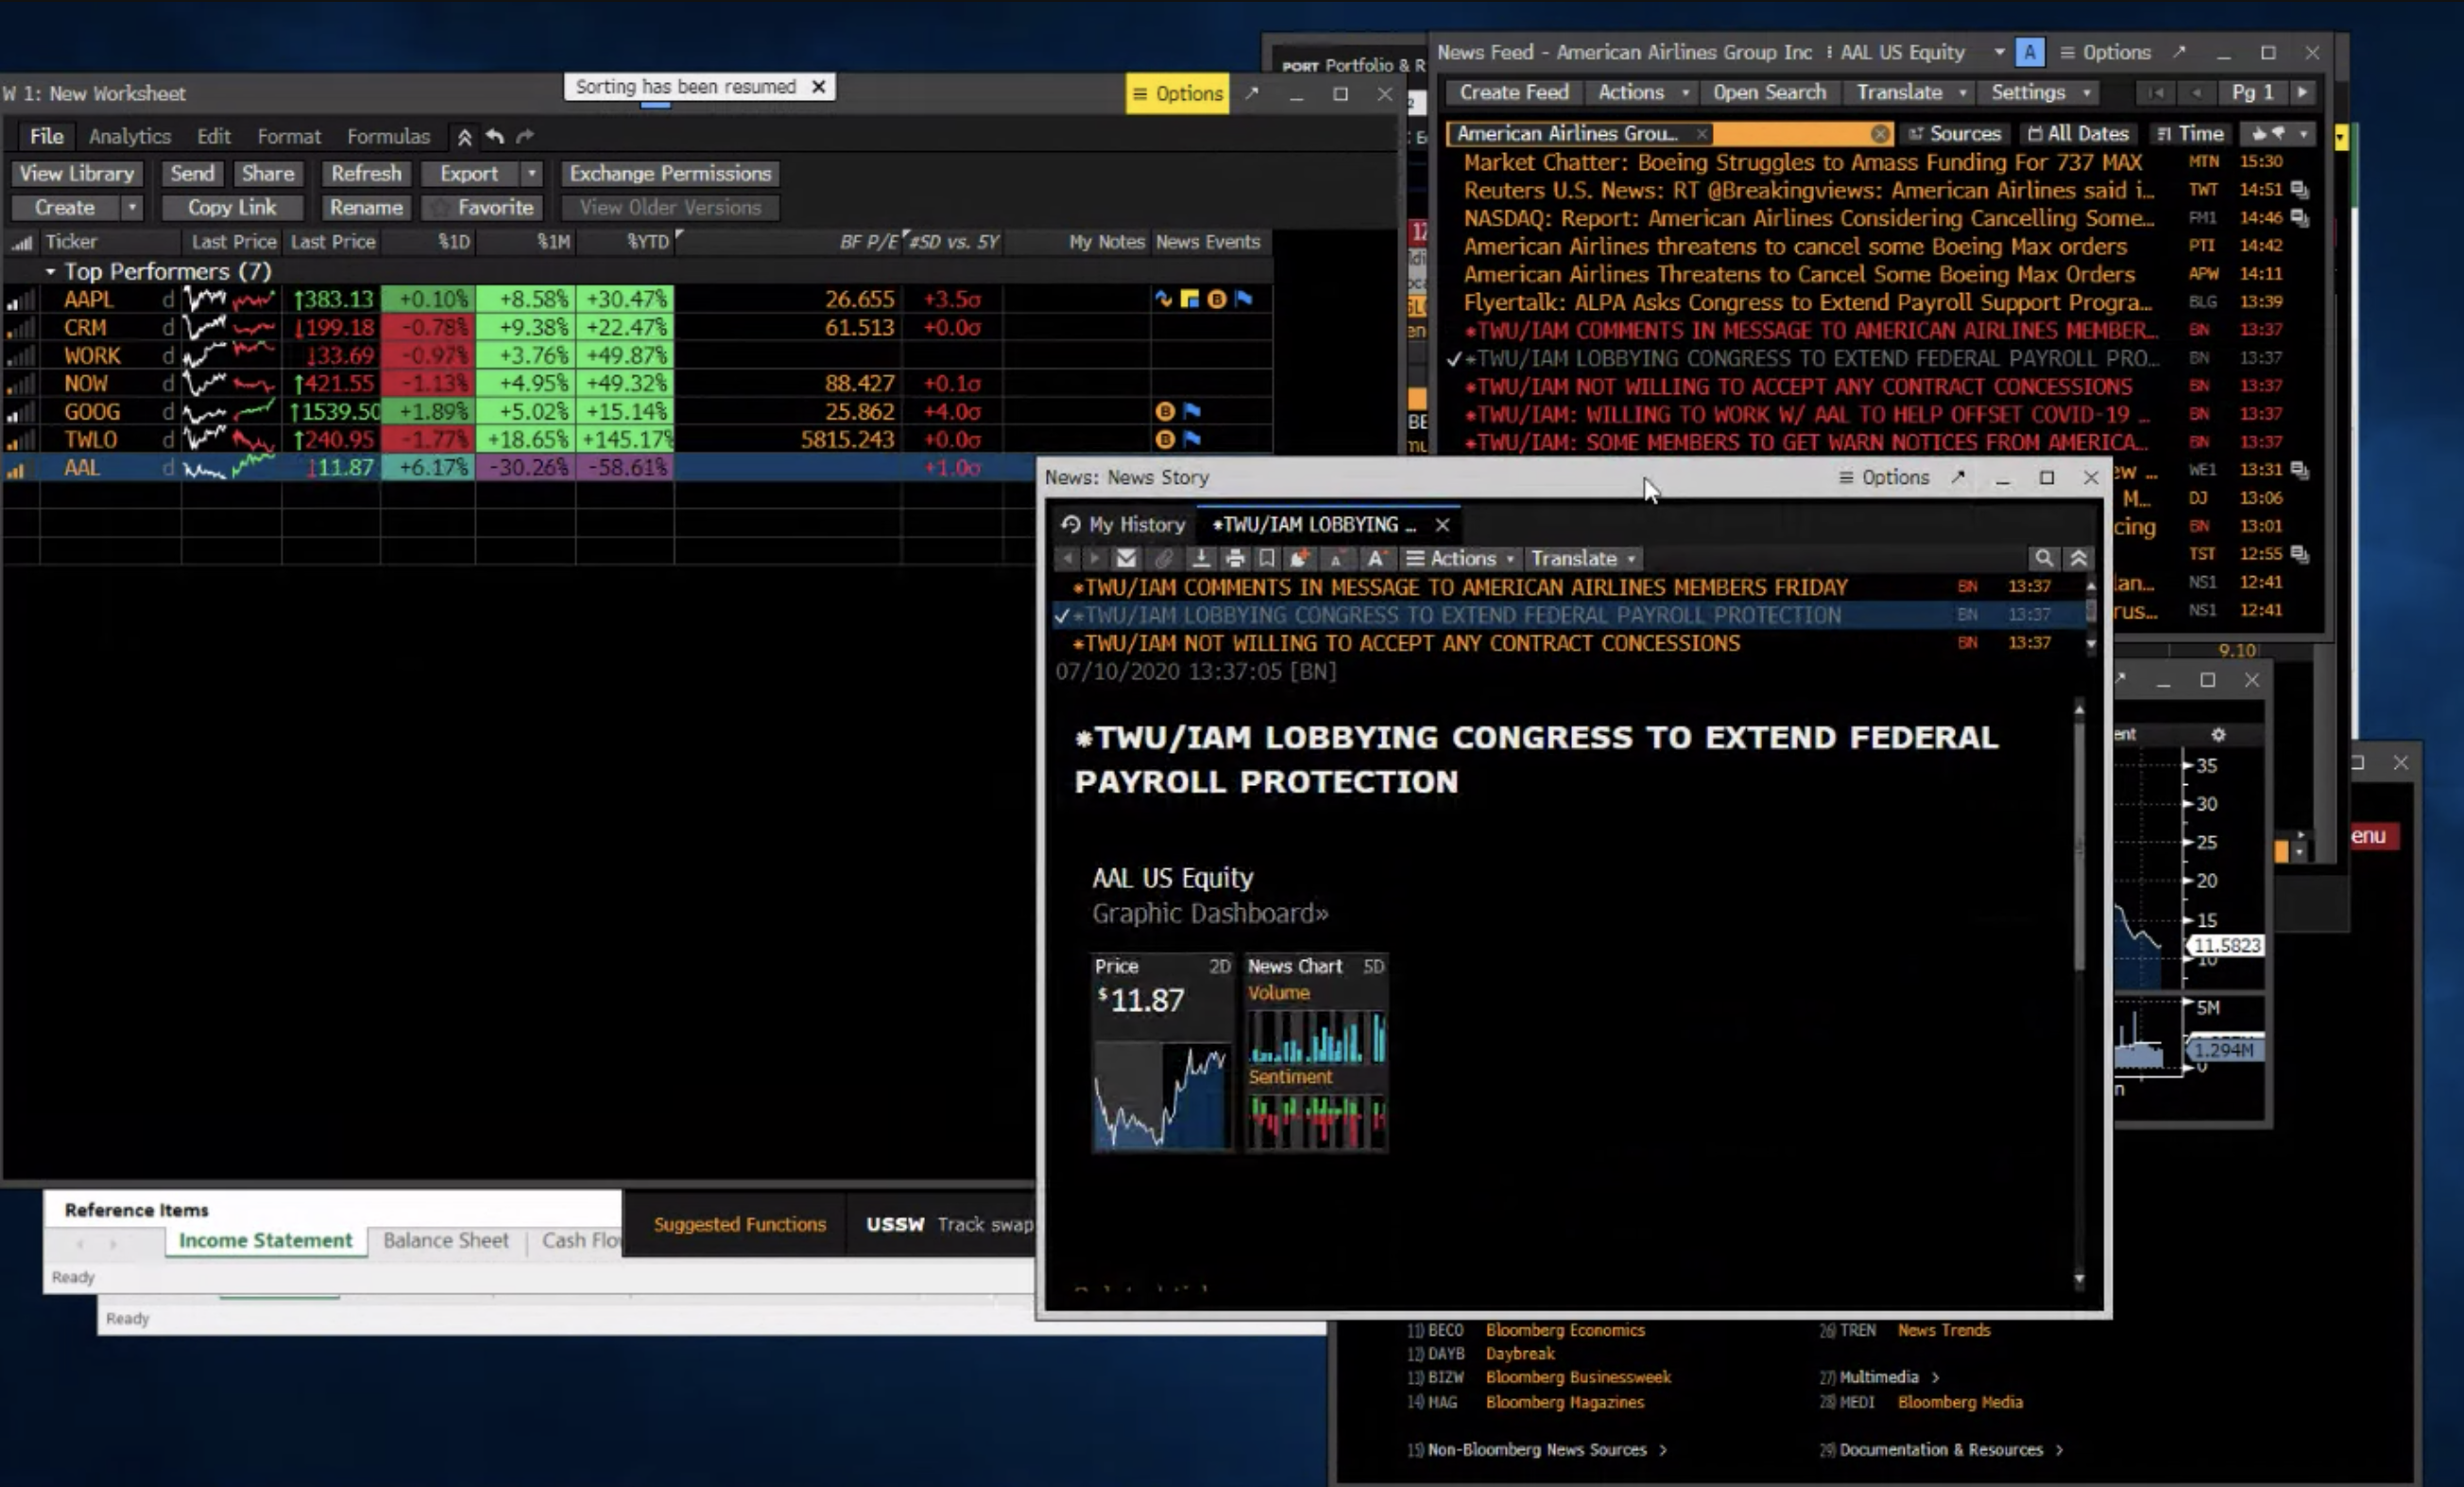 W 1: New Worksheet
Sorting has been resumed
Options
File Analytics Edit Format Formulas
View Library Send Share Refresh Export Exchange Permissions
Create Copy Link Rename Favorite View Older Versions
Ticker Last Price Last Price %1D %1M %YTD BF P/E #SD vs. 5Y My Notes News Events
Top Performers (7)
AAPL d ↑383.13 +0.10% +8.58% +30.47% 26.655 +3.5σ
CRM d ↓199.18 -0.78% +9.38% +22.47% 61.513 +0.0σ
WORK d ↓33.69 -0.97% +3.76% +49.87%
NOW d ↑421.55 -1.13% +4.95% +49.32% 88.427 +0.1σ
GOOG d ↑1539.50 +1.89% +5.02% +15.14% 25.862 +4.0σ
TWLO d ↑240.95 -1.77% +18.65% +145.17% 5815.243 +0.0σ
AAL d ↓11.87 +6.17% -30.26% -58.61% +1.0σ
PORT Portfolio & R
News Feed - American Airlines Group Inc AAL US Equity A Options
Create Feed Actions Open Search Translate Settings Pg 1
American Airlines Grou... Sources All Dates Time
Market Chatter: Boeing Struggles to Amass Funding For 737 MAX MTN 15:30
Reuters U.S. News: RT @Breakingviews: American Airlines said i... TWT 14:51
NASDAQ: Report: American Airlines Considering Cancelling Some... FM1 14:46
American Airlines threatens to cancel some Boeing Max orders PTI 14:42
American Airlines Threatens to Cancel Some Boeing Max Orders APW 14:11
Flyertalk: ALPA Asks Congress to Extend Payroll Support Progra... BLG 13:39
*TWU/IAM COMMENTS IN MESSAGE TO AMERICAN AIRLINES MEMBER... BN 13:37
*TWU/IAM LOBBYING CONGRESS TO EXTEND FEDERAL PAYROLL PRO... BN 13:37
*TWU/IAM NOT WILLING TO ACCEPT ANY CONTRACT CONCESSIONS BN 13:37
*TWU/IAM: WILLING TO WORK W/ AAL TO HELP OFFSET COVID-19 ... BN 13:37
*TWU/IAM: SOME MEMBERS TO GET WARN NOTICES FROM AMERICA... BN 13:37
ew ... WE1 13:31
M... DJ 13:06
cing BN 13:01
TST 12:55
lan... NS1 12:41
rus... NS1 12:41
9.10
News: News Story Options
My History *TWU/IAM LOBBYING ...
Actions Translate
*TWU/IAM COMMENTS IN MESSAGE TO AMERICAN AIRLINES MEMBERS FRIDAY BN 13:37
*TWU/IAM LOBBYING CONGRESS TO EXTEND FEDERAL PAYROLL PROTECTION BN 13:37
*TWU/IAM NOT WILLING TO ACCEPT ANY CONTRACT CONCESSIONS BN 13:37
07/10/2020 13:37:05 [BN]
*TWU/IAM LOBBYING CONGRESS TO EXTEND FEDERAL
PAYROLL PROTECTION
AAL US Equity
Graphic Dashboard»
Price 2D
$11.87
News Chart 5D
Volume
Sentiment
ent
35
30
25
20
15
11.5823
10
5M
1.294M
0
enu
Reference Items
Income Statement Balance Sheet Cash Flo
Ready
Ready
Suggested Functions USSW Track swap
11) BECO Bloomberg Economics
12) DAYB Daybreak
13) BIZW Bloomberg Businessweek
14) MAG Bloomberg Magazines
15) Non-Bloomberg News Sources >
26) TREN News Trends
27) Multimedia >
28) MEDI Bloomberg Media
29) Documentation & Resources >